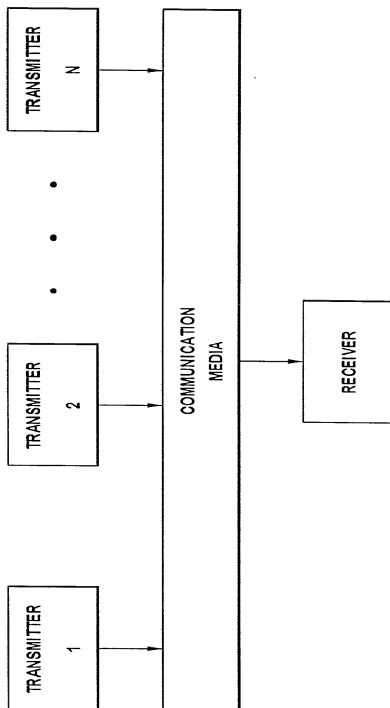 TRANSMITTER
1
TRANSMITTER
2
TRANSMITTER
N
COMMUNICATION
MEDIA
RECEIVER